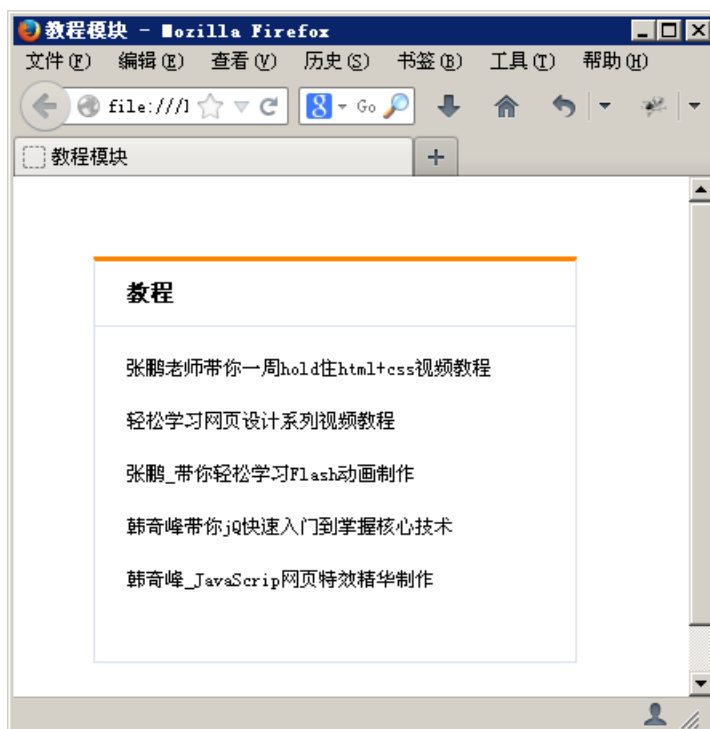 教程模块 - Mozilla Firefox
文件(F) 编辑(E) 查看(V) 历史(S) 书签(B) 工具(T) 帮助(H)
file:/// Go
教程模块
教程
张鹏老师带你一周hold住html+css视频教程
轻松学习网页设计系列视频教程
张鹏_带你轻松学习Flash动画制作
韩奇峰带你jQ快速入门到掌握核心技术
韩奇峰_JavaScrip网页特效精华制作